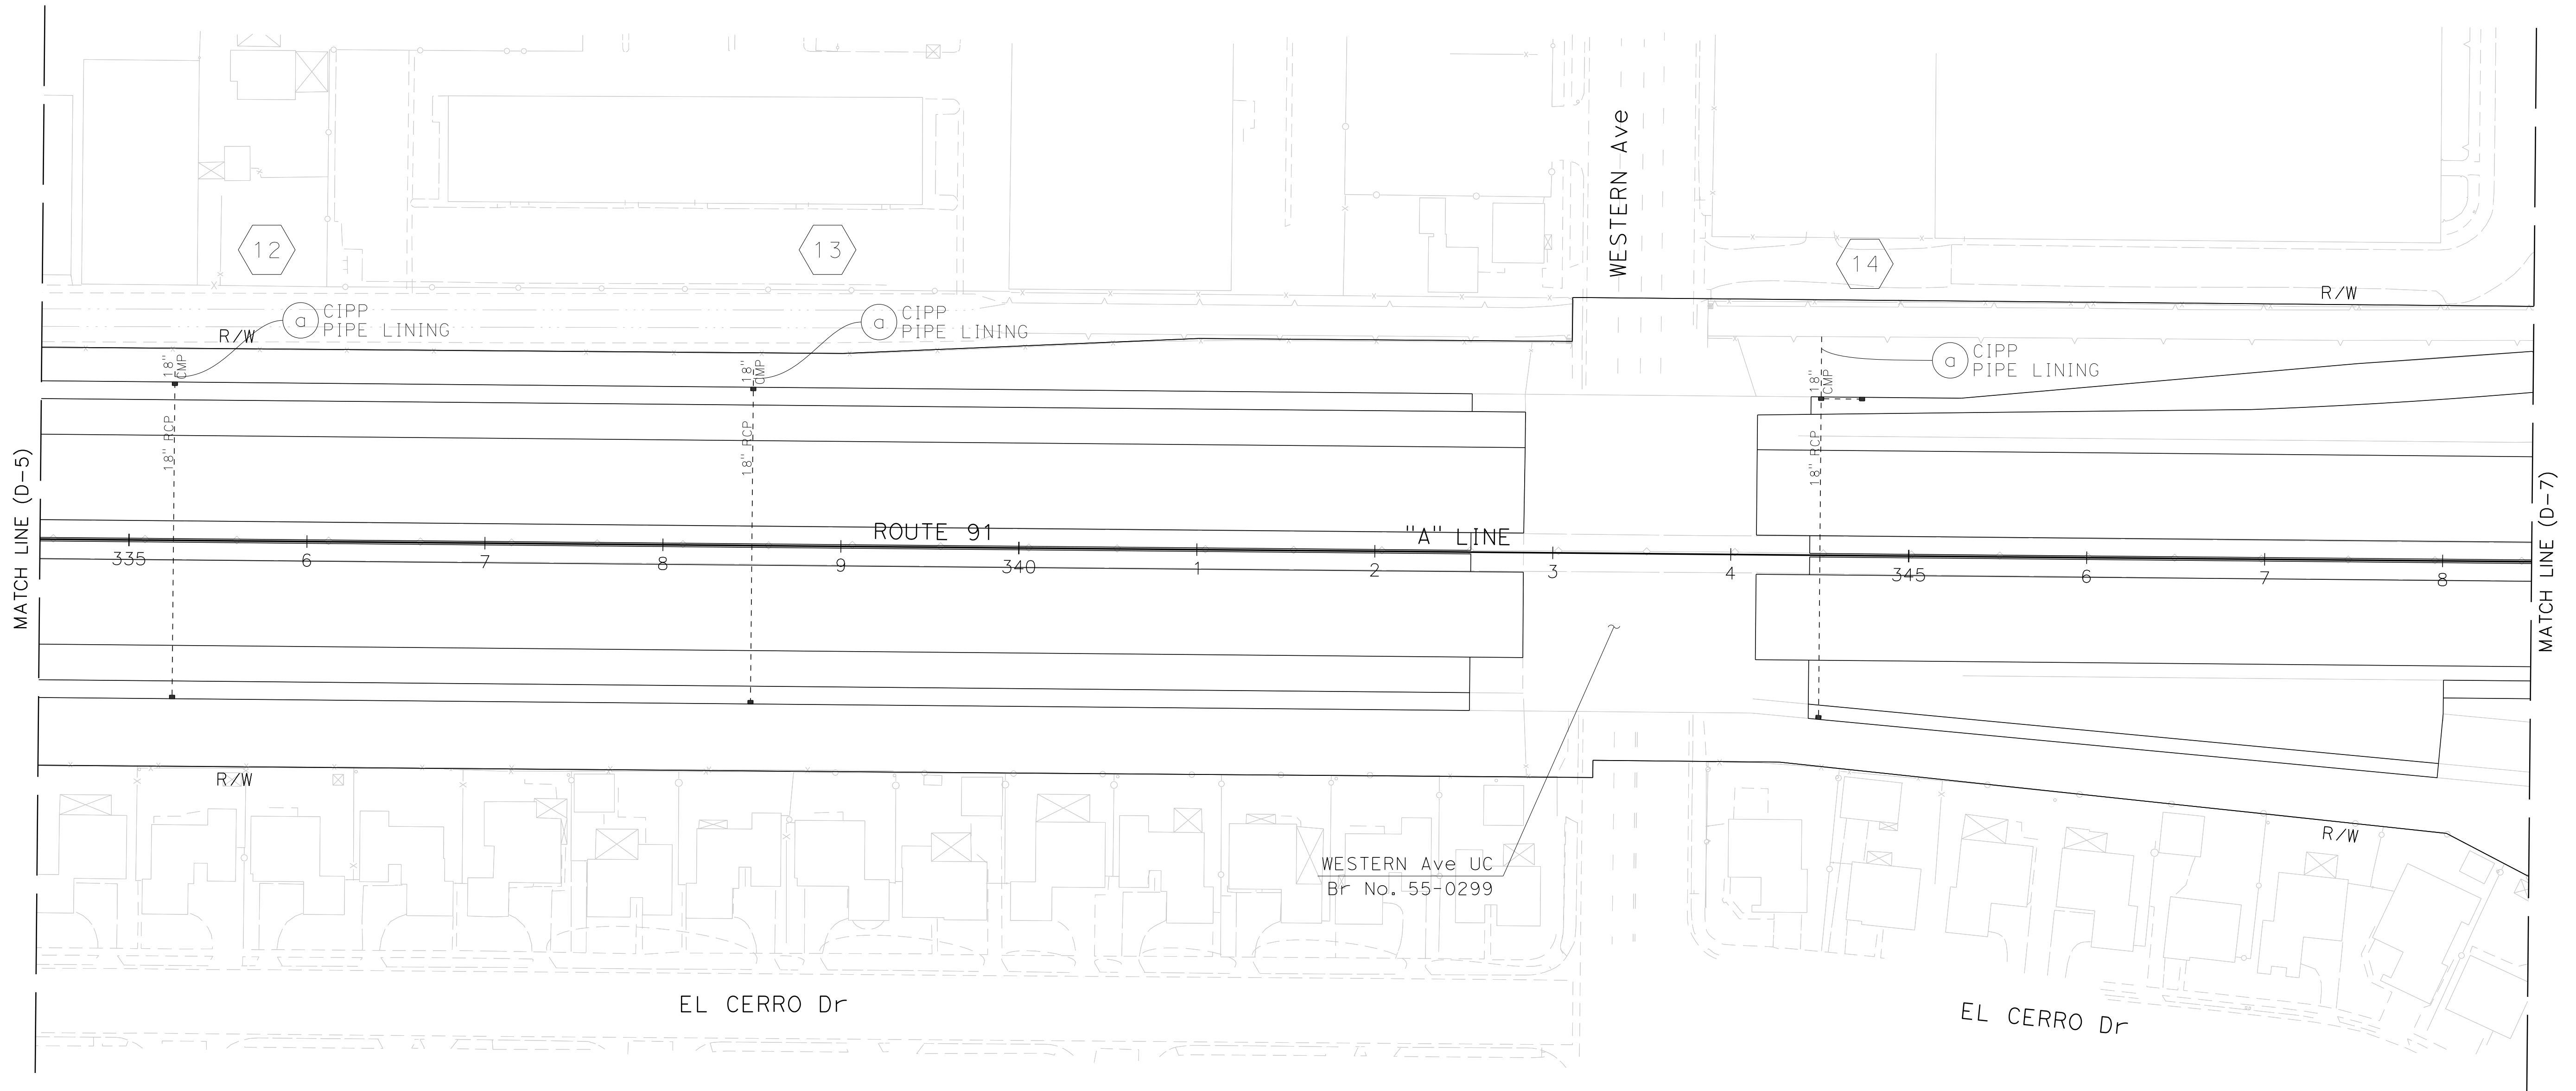 WESTERN Ave
12
13
14
R/W
a
CIPP
PIPE LINING
a
CIPP
PIPE LINING
R/W
a
CIPP
PIPE LINING
18"
CMP
18"
CMP
18"
CMP
18" RCP
18" RCP
18" RCP
MATCH LINE (D-5)
MATCH LINE (D-7)
ROUTE 91
"A" LINE
335
6
7
8
9
340
1
2
3
4
345
6
7
8
R/W
R/W
WESTERN Ave UC
Br No. 55-0299
EL CERRO Dr
EL CERRO Dr